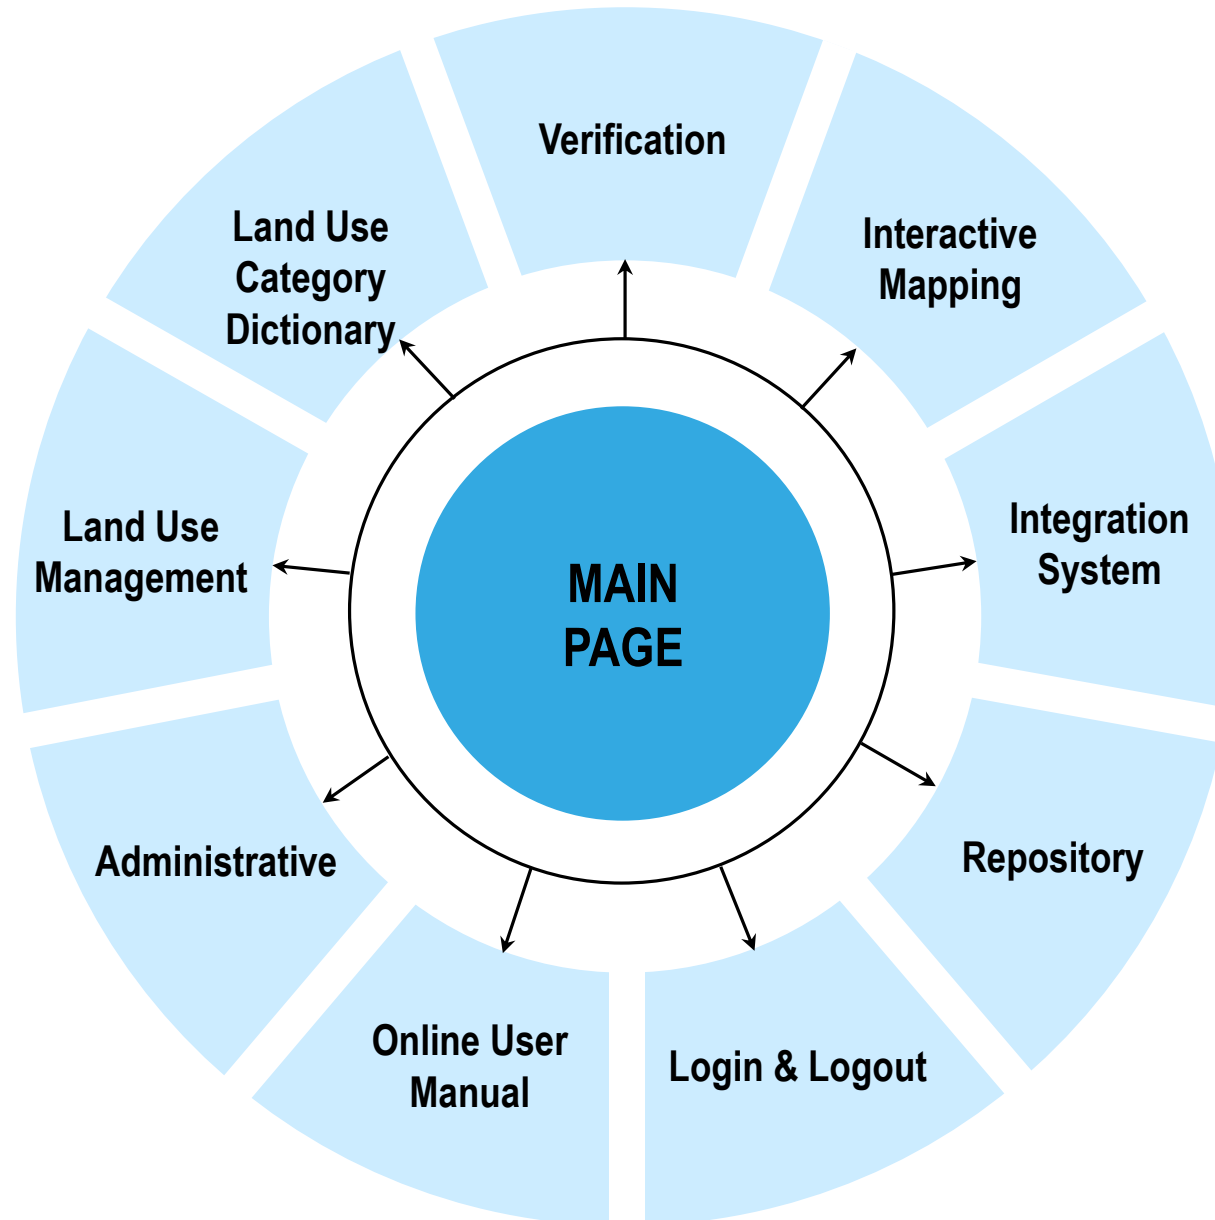 Verification
Interactive
Mapping
Integration
System
Repository
Login & Logout
Online User
Manual
Administrative
Land Use
Management
Land Use
Category
Dictionary
MAIN
PAGE